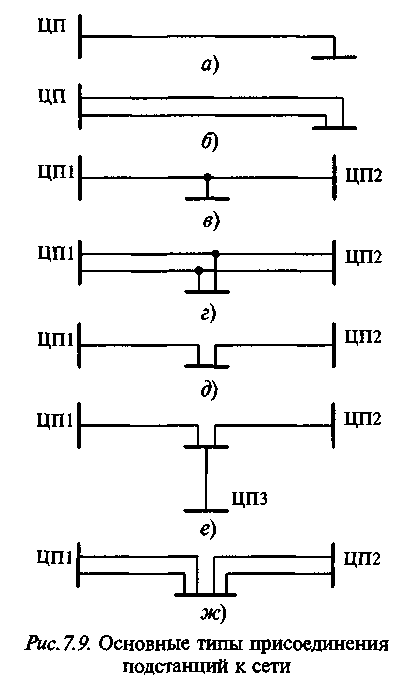 ЦП
а)
ЦП
б)
ЦП1 ЦП2
в)
ЦП1 ЦП2
г)
ЦП1 ЦП2
д)
ЦП1 ЦП2
ЦП3
е)
ЦП1 ЦП2
ж)
Рис.7.9. Основные типы присоединения
подстанций к сети